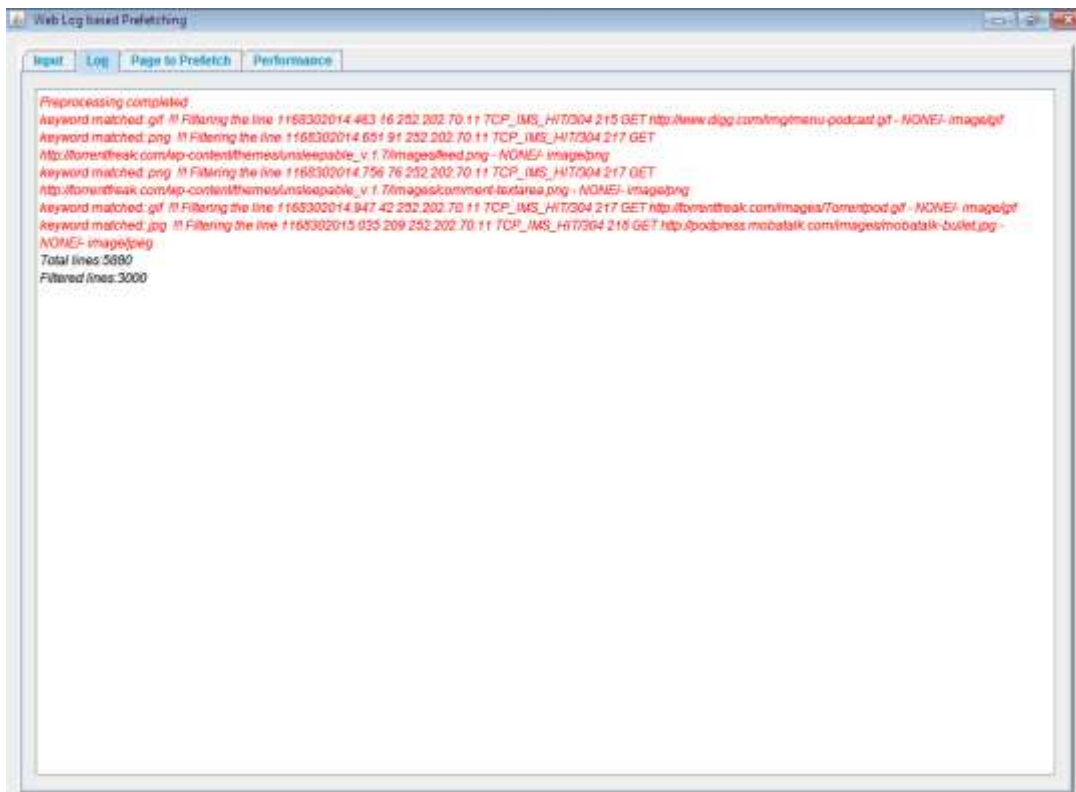 Web Log based Prefetching
Input Log Page to Prefetch Performance
Preprocessing completed
keyword matched: gif !!! Filtering the line 1168302014.463 16 252.202.70.11 TCP_IMS_HIT/304 215 GET http://www.digg.com/img/menu-podcast.gif - NONE/- image/gif
keyword matched: png !!! Filtering the line 1168302014.651 91 252.202.70.11 TCP_IMS_HIT/304 217 GET
http://torrentfreak.com/wp-content/themes/unsleepable_v.1.7/images/feed.png - NONE/- image/png
keyword matched: png !!! Filtering the line 1168302014.756 76 252.202.70.11 TCP_IMS_HIT/304 217 GET
http://torrentfreak.com/wp-content/themes/unsleepable_v.1.7/images/comment-textarea.png - NONE/- image/png
keyword matched: gif !!! Filtering the line 1168302014.947 42 252.202.70.11 TCP_IMS_HIT/304 217 GET http://torrentfreak.com/images/Torrentpod.gif - NONE/- image/gif
keyword matched: jpg !!! Filtering the line 1168302015.035 209 252.202.70.11 TCP_IMS_HIT/304 216 GET http://podpress.mobatalk.com/images/mobatalk-bullet.jpg -
NONE/- image/jpeg
Total lines:5880
Filtered lines:3000